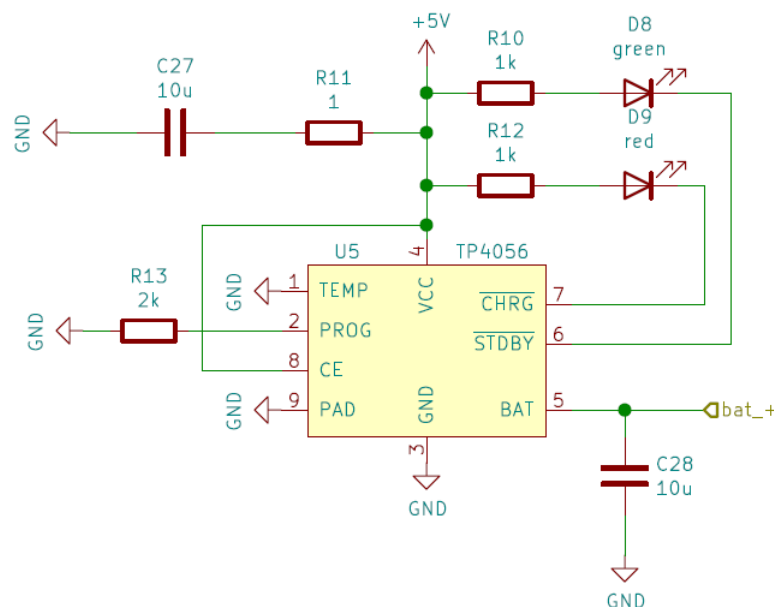 +5V
C27
10u
R11
1
R10
1k
D8
green
GND
R12
1k
D9
red
U5
TP4056
4
VCC
R13
2k
GND
GND
1
TEMP
2
PROG
8
CE
GND
9
PAD
GND
3
GND
CHRG
7
STDBY
6
BAT
5
bat_+
C28
10u
GND